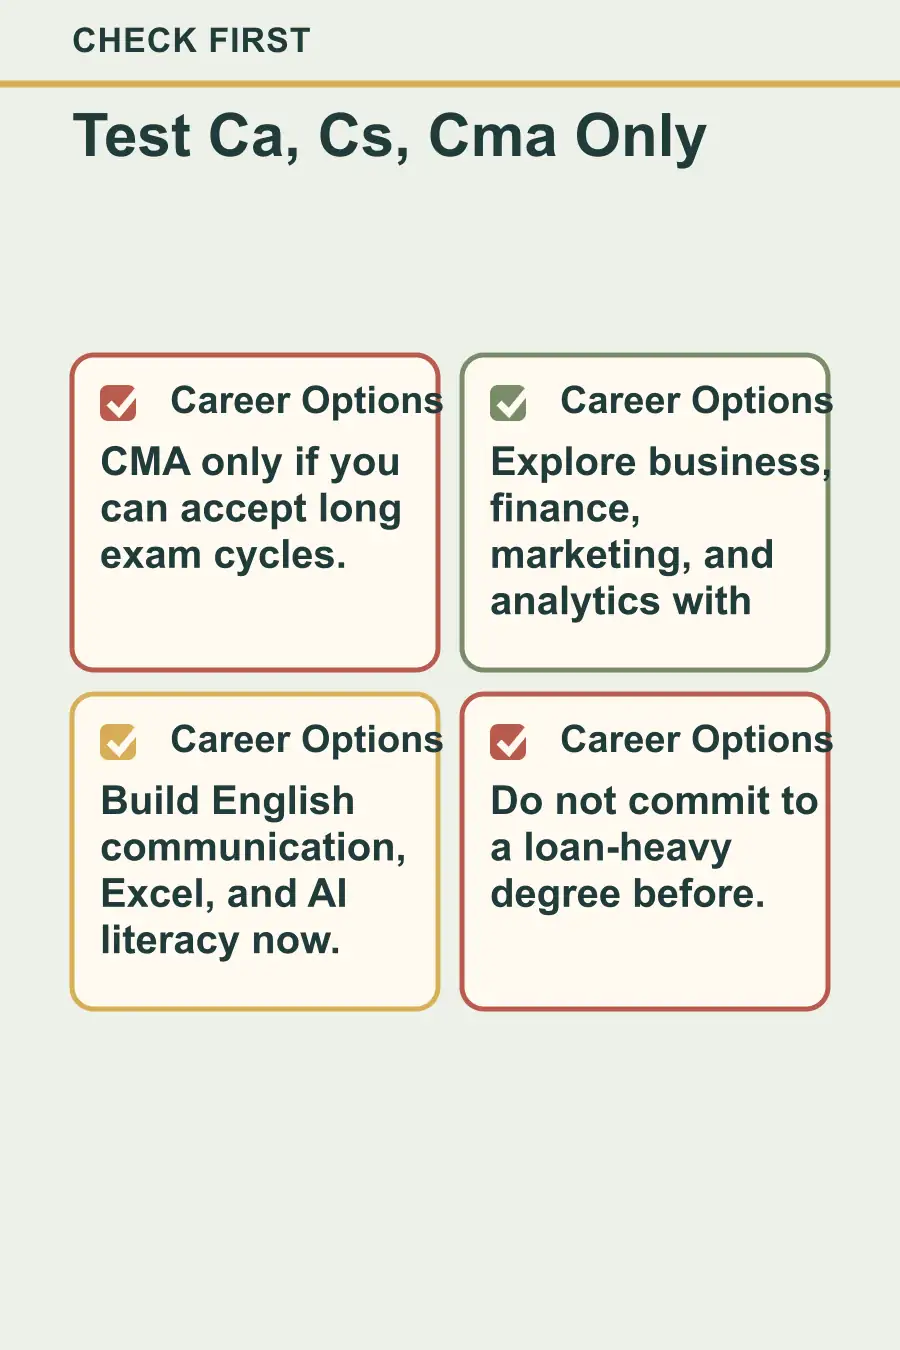 CHECK FIRST
Test Ca, Cs, Cma Only
Career Options
CMA only if you
can accept long
exam cycles.
Career Options
Explore business,
finance,
marketing, and
analytics with
Career Options
Build English
communication,
Excel, and AI
literacy now.
Career Options
Do not commit to
a loan-heavy
degree before.